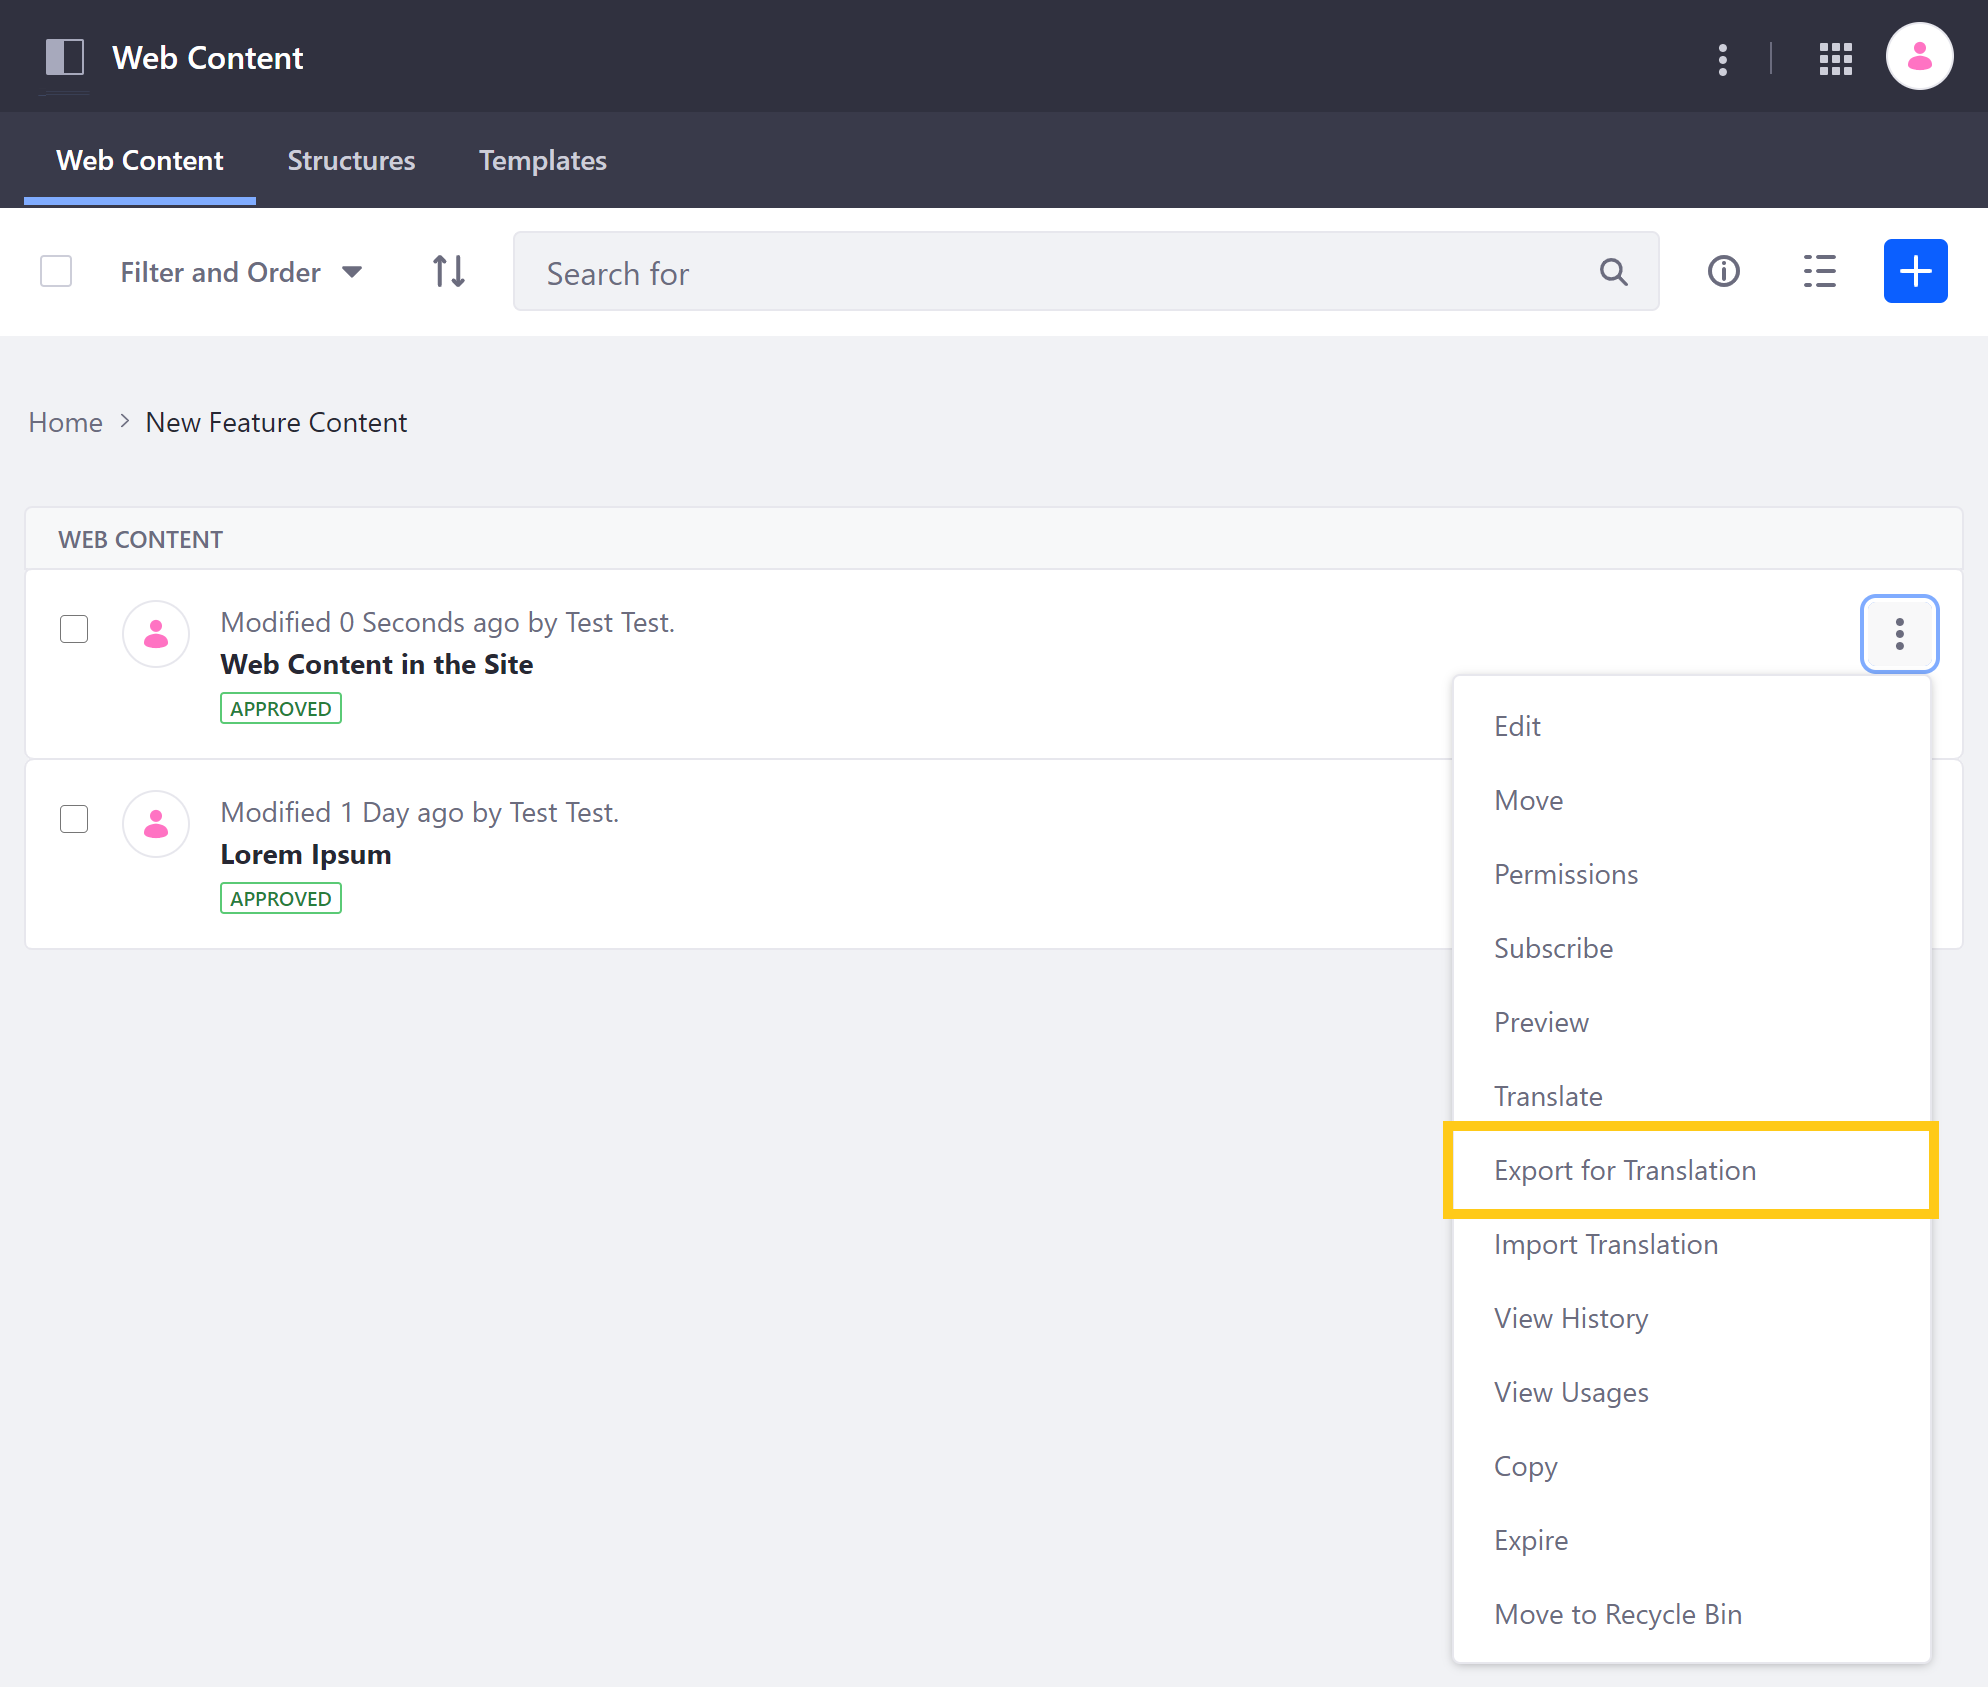 Web Content
Web Content Structures Templates
Filter and Order
Search for
Home New Feature Content
WEB CONTENT
Modified 0 Seconds ago by Test Test.
Web Content in the Site
APPROVED
Modified 1 Day ago by Test Test.
Lorem Ipsum
APPROVED
Edit
Move
Permissions
Subscribe
Preview
Translate
Export for Translation
Import Translation
View History
View Usages
Copy
Expire
Move to Recycle Bin